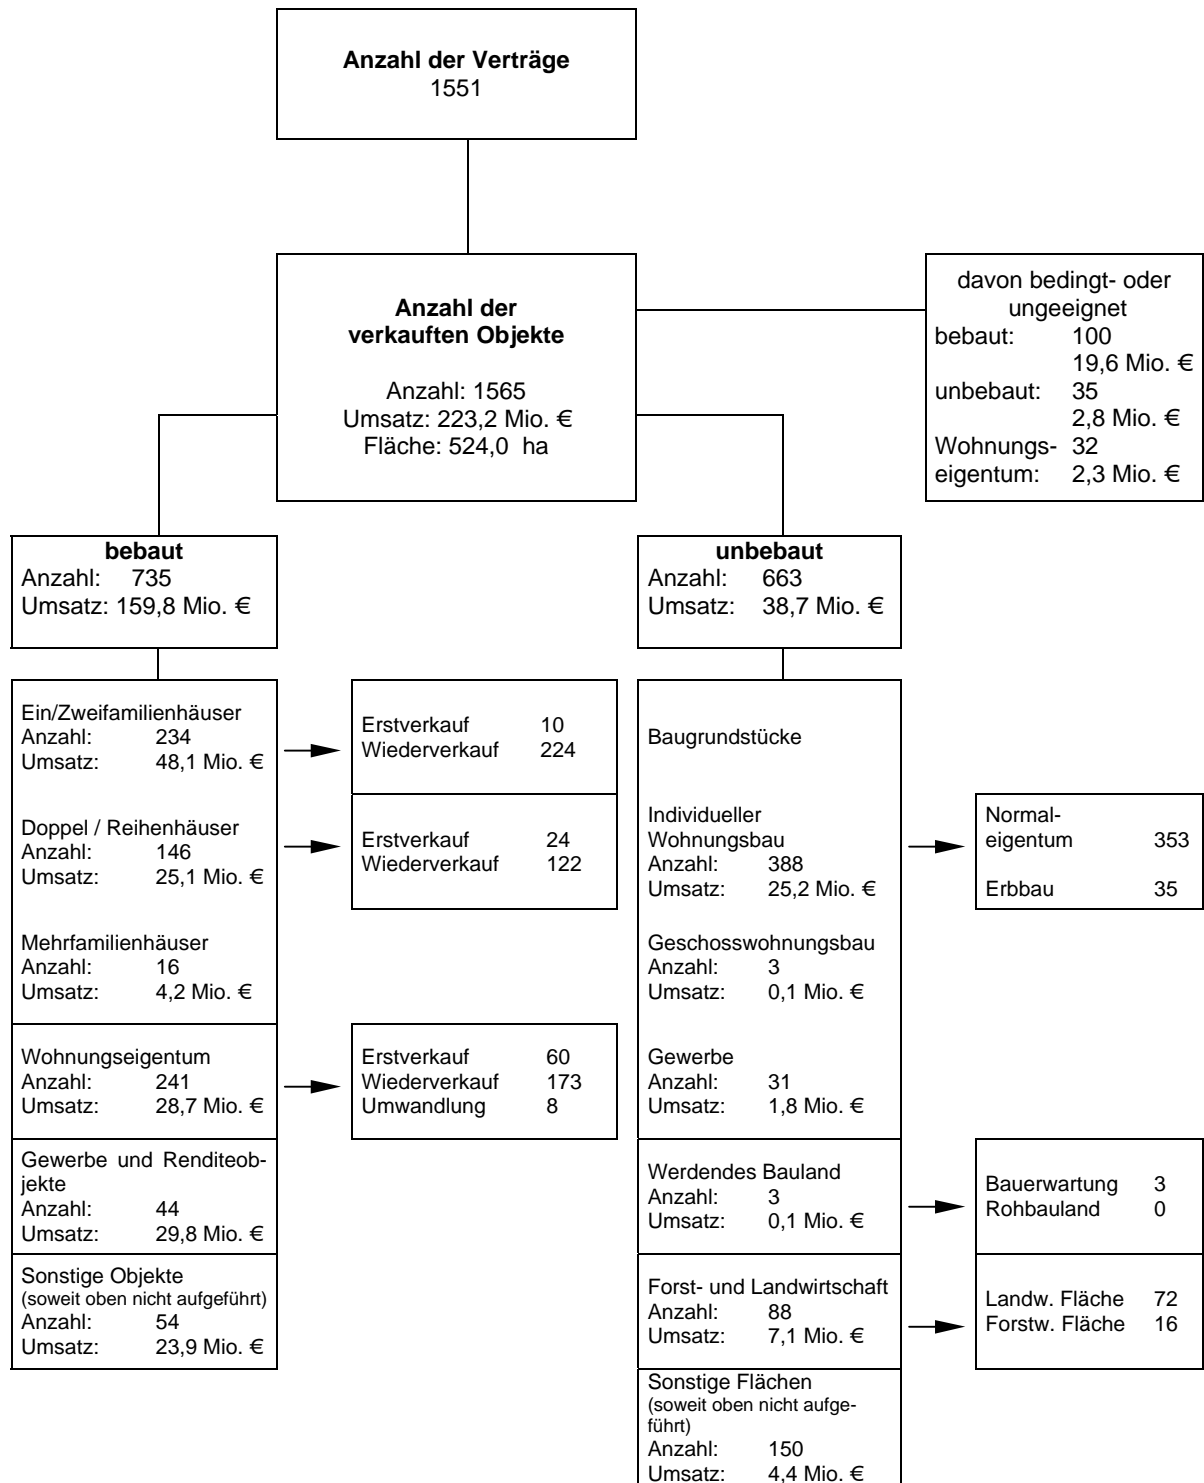 Anzahl der Verträge
1551
Anzahl der
verkauften Objekte
Anzahl: 1565
Umsatz: 223,2 Mio. €
Fläche: 524,0 ha
davon bedingt- oder
ungeeignet
bebaut: 100
19,6 Mio. €
unbebaut: 35
2,8 Mio. €
Wohnungs- 32
eigentum: 2,3 Mio. €
bebaut
Anzahl: 735
Umsatz: 159,8 Mio. €
unbebaut
Anzahl: 663
Umsatz: 38,7 Mio. €
Ein/Zweifamilienhäuser
Anzahl: 234
Umsatz: 48,1 Mio. €
Erstverkauf 10
Wiederverkauf 224
Doppel / Reihenhäuser
Anzahl: 146
Umsatz: 25,1 Mio. €
Erstverkauf 24
Wiederverkauf 122
Mehrfamilienhäuser
Anzahl: 16
Umsatz: 4,2 Mio. €
Wohnungseigentum
Anzahl: 241
Umsatz: 28,7 Mio. €
Erstverkauf 60
Wiederverkauf 173
Umwandlung 8
Gewerbe und Renditeob-
jekte
Anzahl: 44
Umsatz: 29,8 Mio. €
Sonstige Objekte
(soweit oben nicht aufgeführt)
Anzahl: 54
Umsatz: 23,9 Mio. €
Baugrundstücke
Individueller
Wohnungsbau
Anzahl: 388
Umsatz: 25,2 Mio. €
Normal-
eigentum 353
Erbbau 35
Geschosswohnungsbau
Anzahl: 3
Umsatz: 0,1 Mio. €
Gewerbe
Anzahl: 31
Umsatz: 1,8 Mio. €
Werdendes Bauland
Anzahl: 3
Umsatz: 0,1 Mio. €
Bauerwartung 3
Rohbauland 0
Forst- und Landwirtschaft
Anzahl: 88
Umsatz: 7,1 Mio. €
Landw. Fläche 72
Forstw. Fläche 16
Sonstige Flächen
(soweit oben nicht aufge-
führt)
Anzahl: 150
Umsatz: 4,4 Mio. €